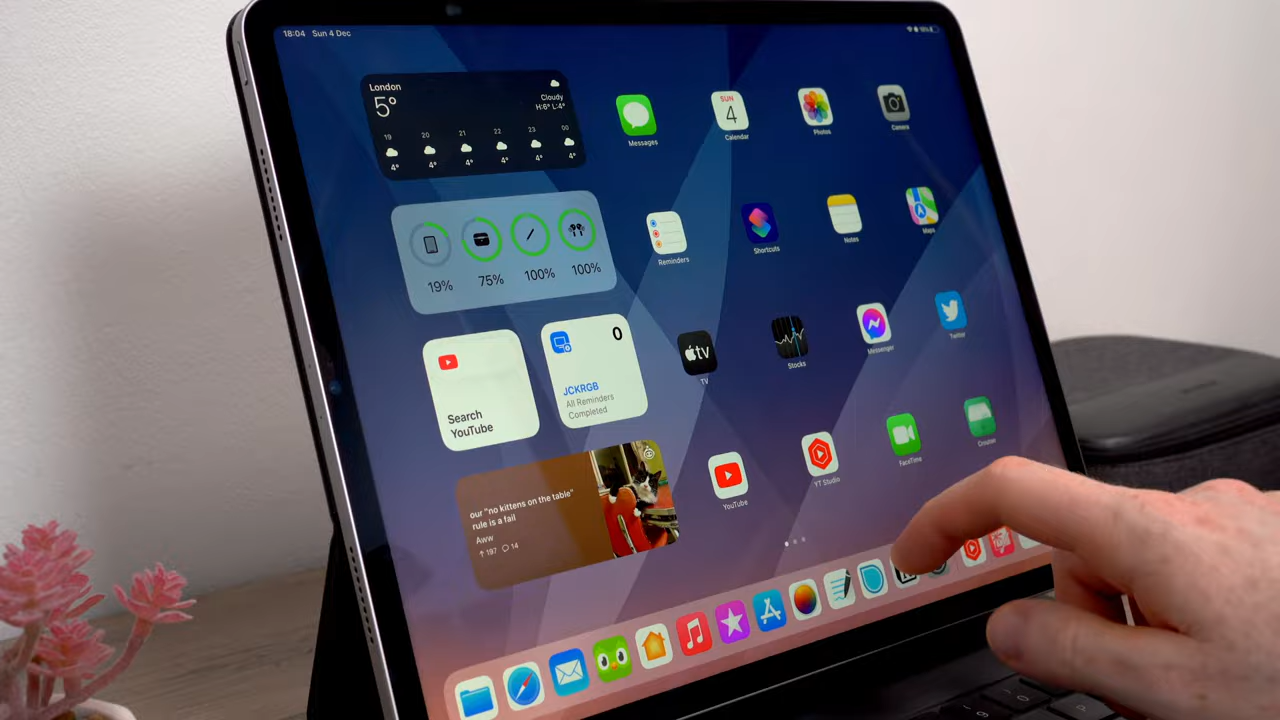 18:04 Sun 4 Dec
London
5°
Cloudy
H:6° L:4°
19 20 21 22 23 00
4° 4° 4° 4° 4° 4°
Messages
SUN
4
Calendar
Photos
Camera
19% 75% 100% 100%
Reminders
Shortcuts
Notes
Maps
Search
YouTube
0
JCKRGB
All Reminders
Completed
tv
TV
Stocks
Messenger
Twitter
our "no kittens on the table"
rule is a fail
Aww
197 14
YouTube
YT Studio
FaceTime